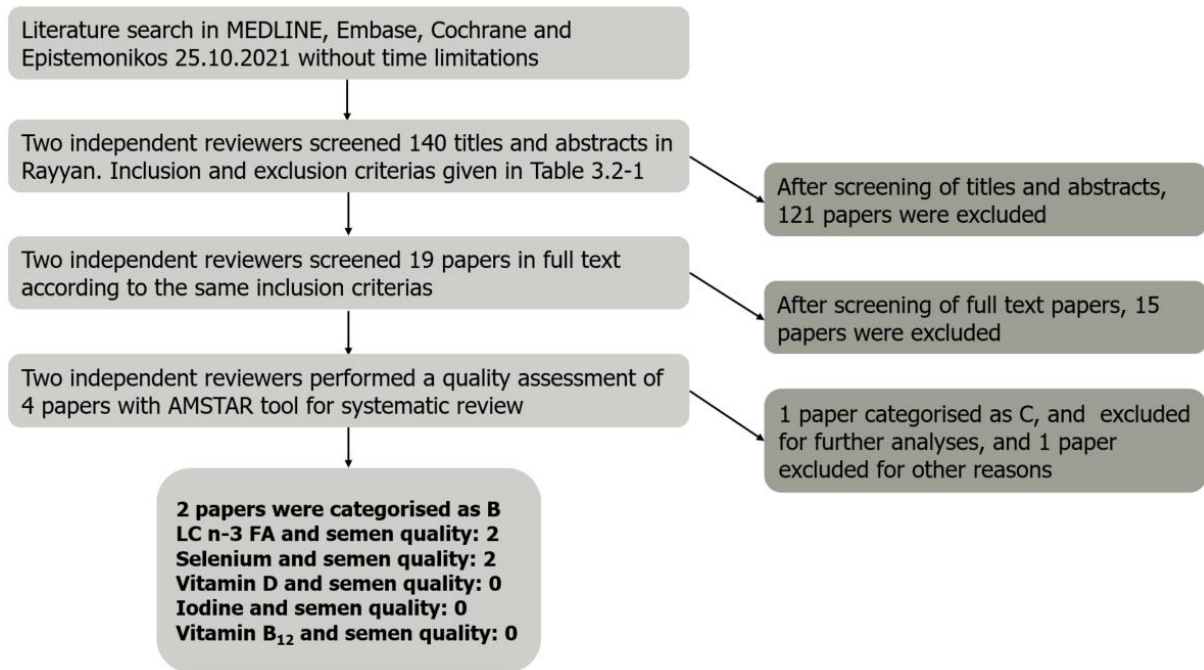 Literature search in MEDLINE, Embase, Cochrane and
Epistemonikos 25.10.2021 without time limitations
Two independent reviewers screened 140 titles and abstracts in
Rayyan. Inclusion and exclusion criterias given in Table 3.2-1
After screening of titles and abstracts,
121 papers were excluded
Two independent reviewers screened 19 papers in full text
according to the same inclusion criterias
After screening of full text papers, 15
papers were excluded
Two independent reviewers performed a quality assessment of
4 papers with AMSTAR tool for systematic review
1 paper categorised as C, and excluded
for further analyses, and 1 paper
excluded for other reasons
2 papers were categorised as B
LC n-3 FA and semen quality: 2
Selenium and semen quality: 2
Vitamin D and semen quality: 0
Iodine and semen quality: 0
Vitamin B₁₂ and semen quality: 0